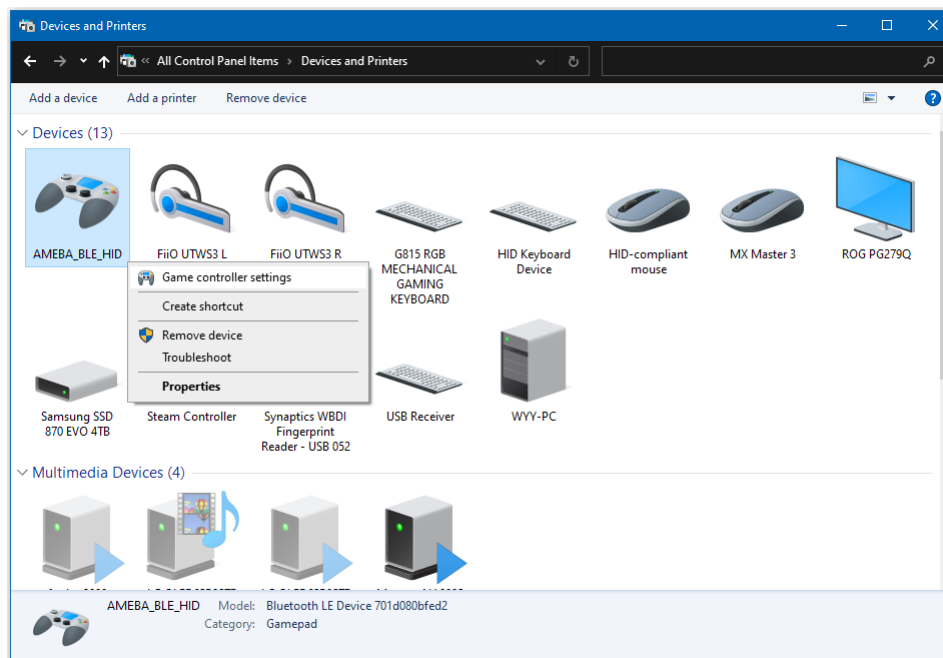 Devices and Printers
« All Control Panel Items › Devices and Printers
Add a device Add a printer Remove device
Devices (13)
AMEBA_BLE_HID FiiO UTWS3 L FiiO UTWS3 R G815 RGB MECHANICAL GAMING KEYBOARD HID Keyboard Device HID-compliant mouse MX Master 3 ROG PG279Q
Game controller settings
Create shortcut
Remove device
Troubleshoot
Properties
Samsung SSD 870 EVO 4TB Steam Controller Synaptics WBDI Fingerprint Reader - USB 052 USB Receiver WYY-PC
Multimedia Devices (4)
AMEBA_BLE_HID Model: Bluetooth LE Device 701d080bfed2
Category: Gamepad